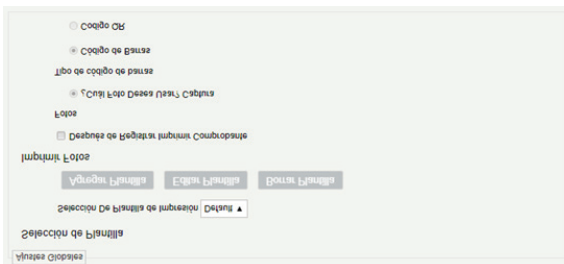 Ajustes Globales
Selección de Plantilla
Selección De Plantilla de Impresión Default ▼
Agregar Plantilla Editar Plantilla Borrar Plantilla
Imprimir Fotos
Después de Registrar Imprimir Comprobante
Fotos
¿Cuál Foto Desea Usar? Captura
Tipo de código de barras
Código de Barras
Codigo QR